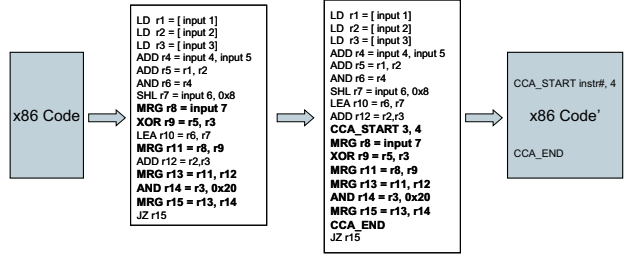 x86 Code
LD r1 = [ input 1]
LD r2 = [ input 2]
LD r3 = [ input 3]
ADD r4 = input 4, input 5
ADD r5 = r1, r2
AND r6 = r4
SHL r7 = input 6, 0x8
MRG r8 = input 7
XOR r9 = r5, r3
LEA r10 = r6, r7
MRG r11 = r8, r9
ADD r12 = r2,r3
MRG r13 = r11, r12
AND r14 = r3, 0x20
MRG r15 = r13, r14
JZ r15
LD r1 = [ input 1]
LD r2 = [ input 2]
LD r3 = [ input 3]
ADD r4 = input 4, input 5
ADD r5 = r1, r2
AND r6 = r4
SHL r7 = input 6, 0x8
LEA r10 = r6, r7
ADD r12 = r2,r3
CCA_START 3, 4
MRG r8 = input 7
XOR r9 = r5, r3
MRG r11 = r8, r9
MRG r13 = r11, r12
AND r14 = r3, 0x20
MRG r15 = r13, r14
CCA_END
JZ r15
CCA_START instr#, 4
x86 Code'
CCA_END